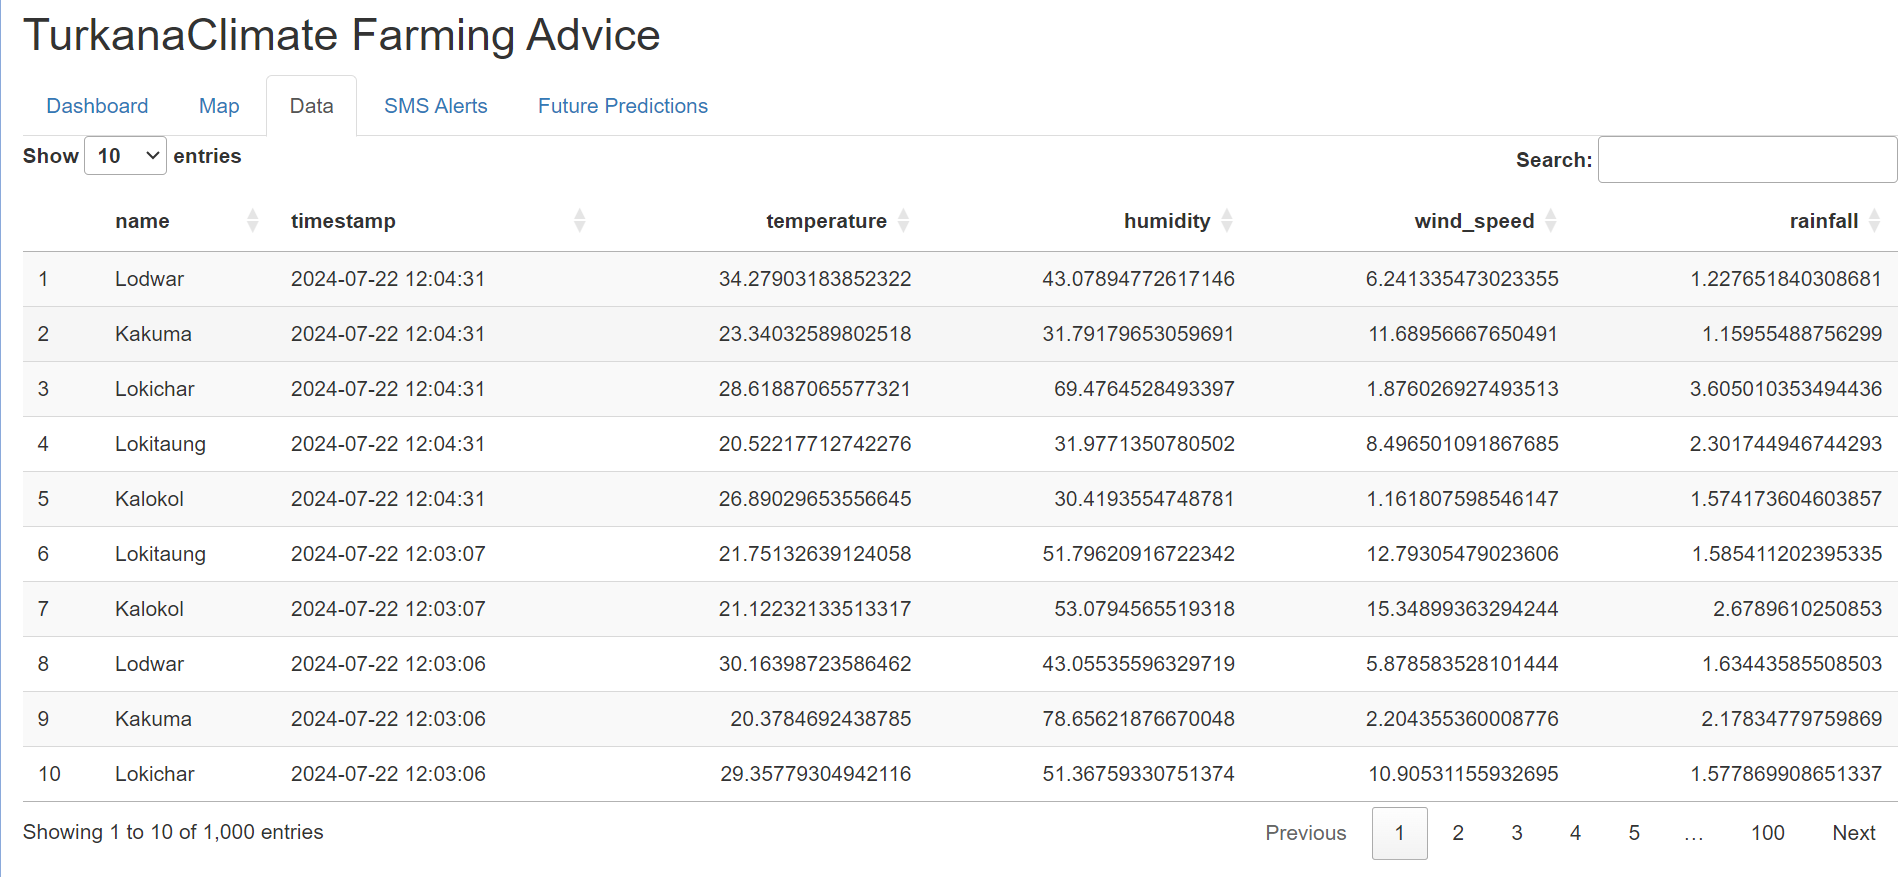 TurkanaClimate Farming Advice
Dashboard Map Data SMS Alerts Future Predictions
Show 10 entries Search:
name timestamp temperature humidity wind_speed rainfall
1 Lodwar 2024-07-22 12:04:31 34.27903183852322 43.07894772617146 6.241335473023355 1.227651840308681
2 Kakuma 2024-07-22 12:04:31 23.34032589802518 31.79179653059691 11.68956667650491 1.15955488756299
3 Lokichar 2024-07-22 12:04:31 28.61887065577321 69.4764528493397 1.876026927493513 3.605010353494436
4 Lokitaung 2024-07-22 12:04:31 20.52217712742276 31.9771350780502 8.496501091867685 2.301744946744293
5 Kalokol 2024-07-22 12:04:31 26.89029653556645 30.4193554748781 1.161807598546147 1.574173604603857
6 Lokitaung 2024-07-22 12:03:07 21.75132639124058 51.79620916722342 12.79305479023606 1.585411202395335
7 Kalokol 2024-07-22 12:03:07 21.12232133513317 53.0794565519318 15.34899363294244 2.6789610250853
8 Lodwar 2024-07-22 12:03:06 30.16398723586462 43.05535596329719 5.878583528101444 1.63443585508503
9 Kakuma 2024-07-22 12:03:06 20.3784692438785 78.65621876670048 2.204355360008776 2.17834779759869
10 Lokichar 2024-07-22 12:03:06 29.35779304942116 51.36759330751374 10.90531155932695 1.577869908651337
Showing 1 to 10 of 1,000 entries Previous 1 2 3 4 5 … 100 Next